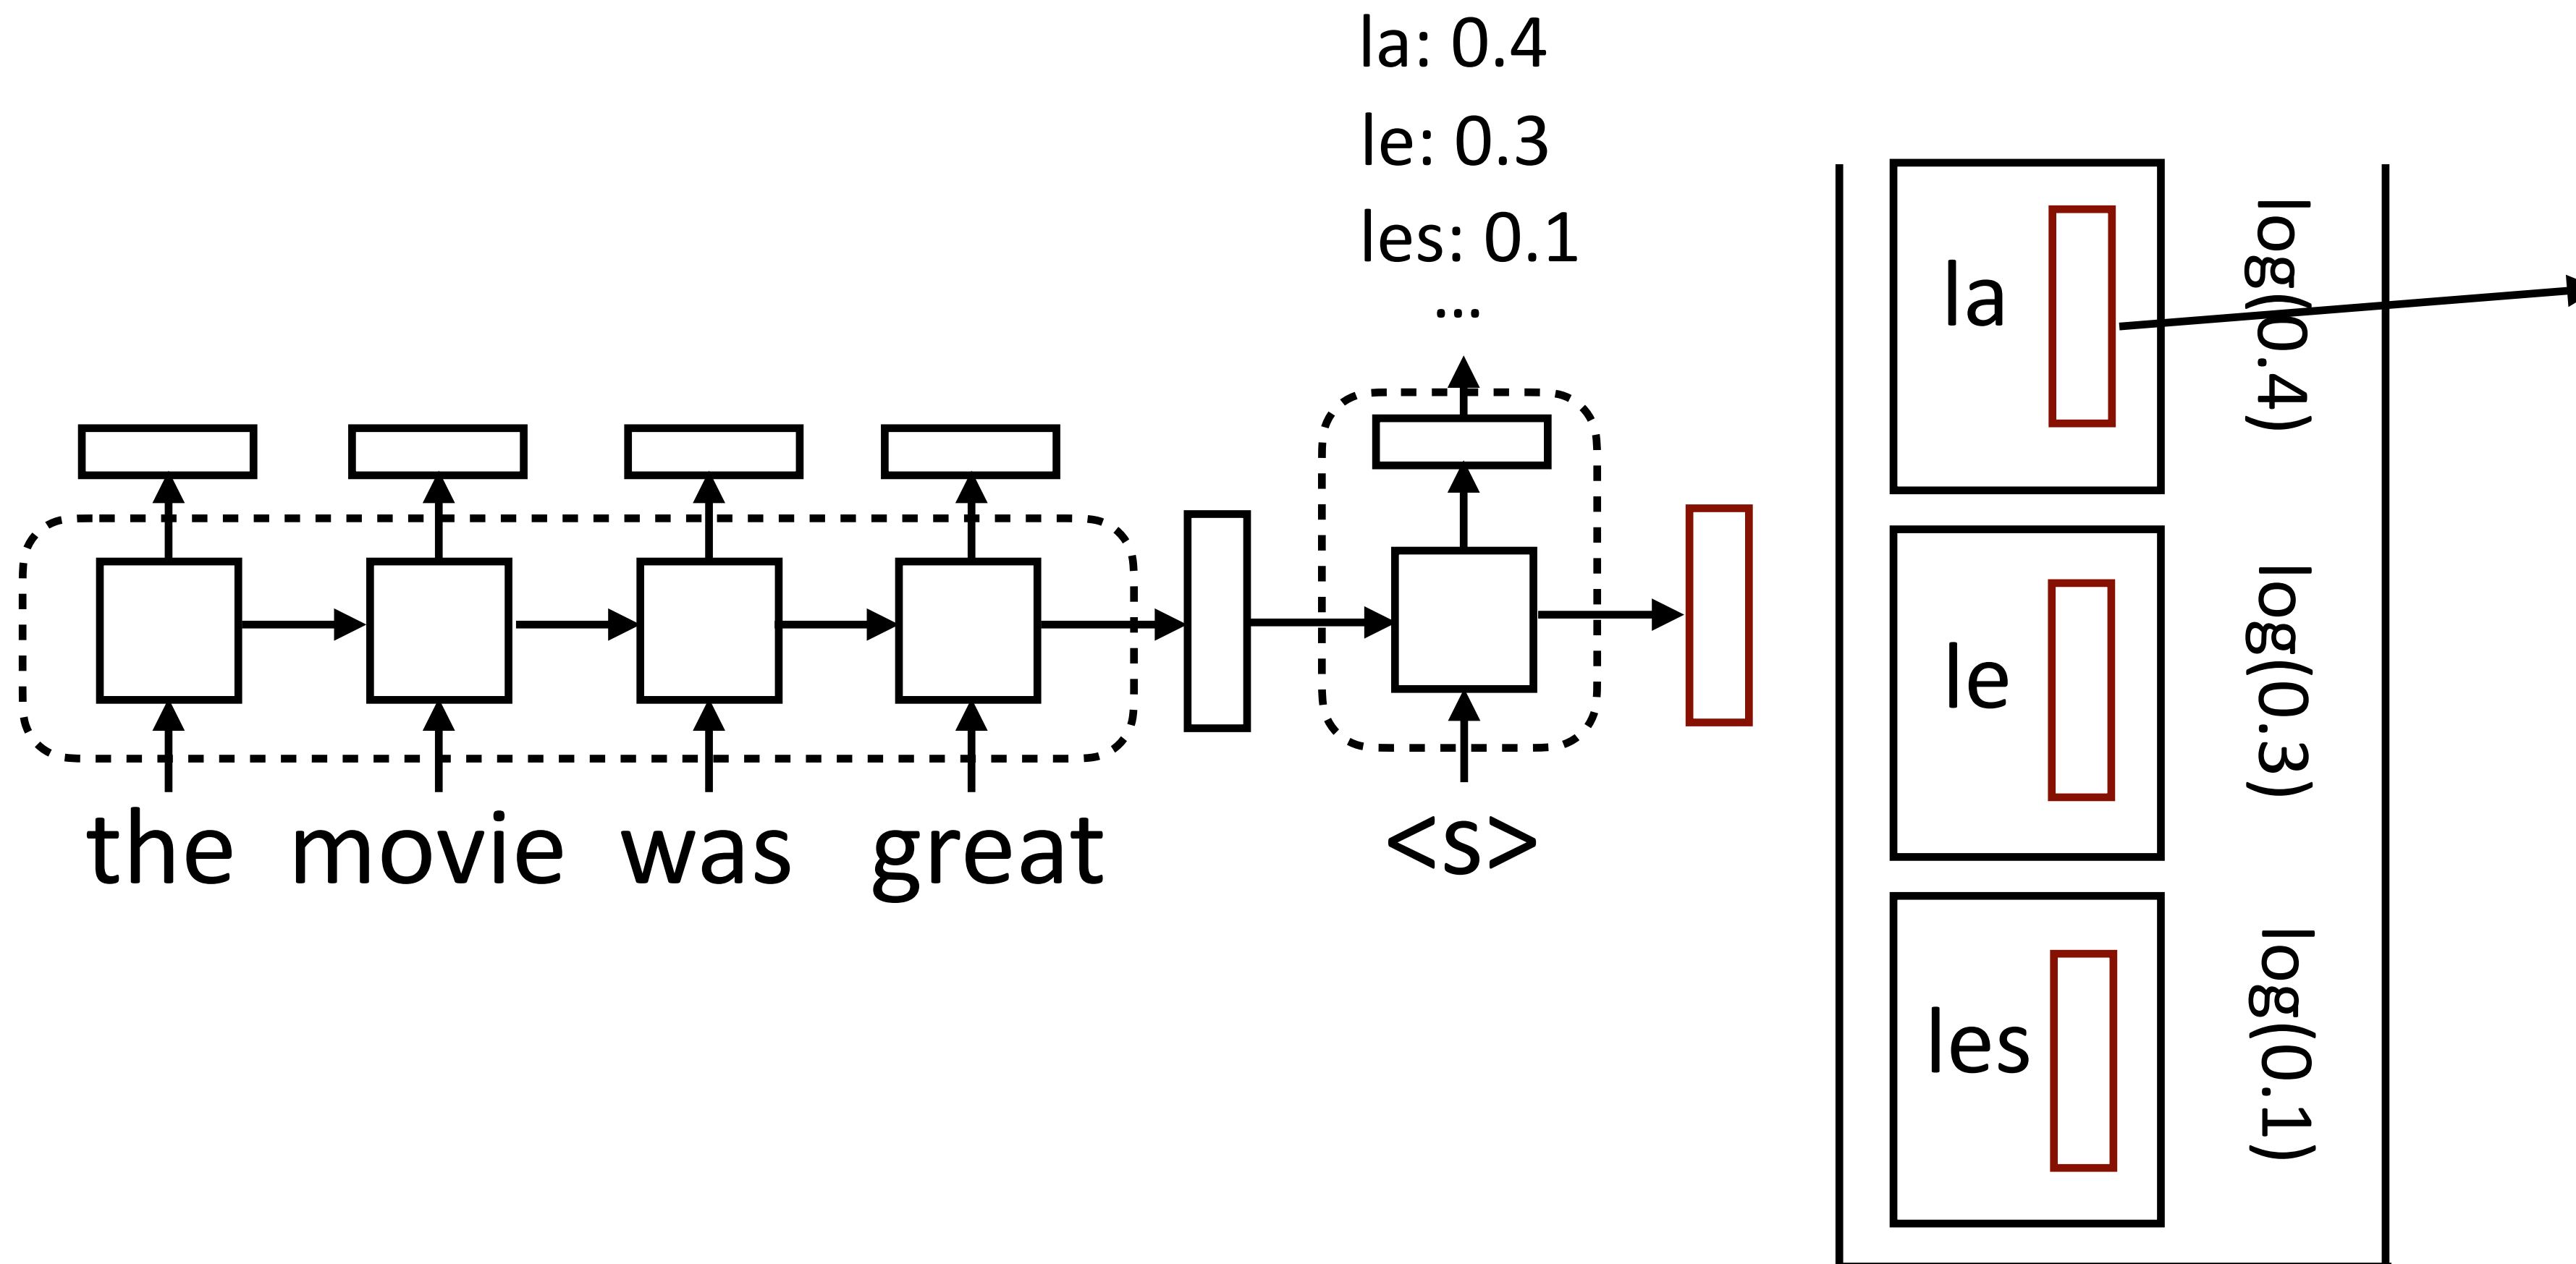 la: 0.4
le: 0.3
les: 0.1
...
the movie was great
<s>
la
log(0.4)
le
log(0.3)
les
log(0.1)